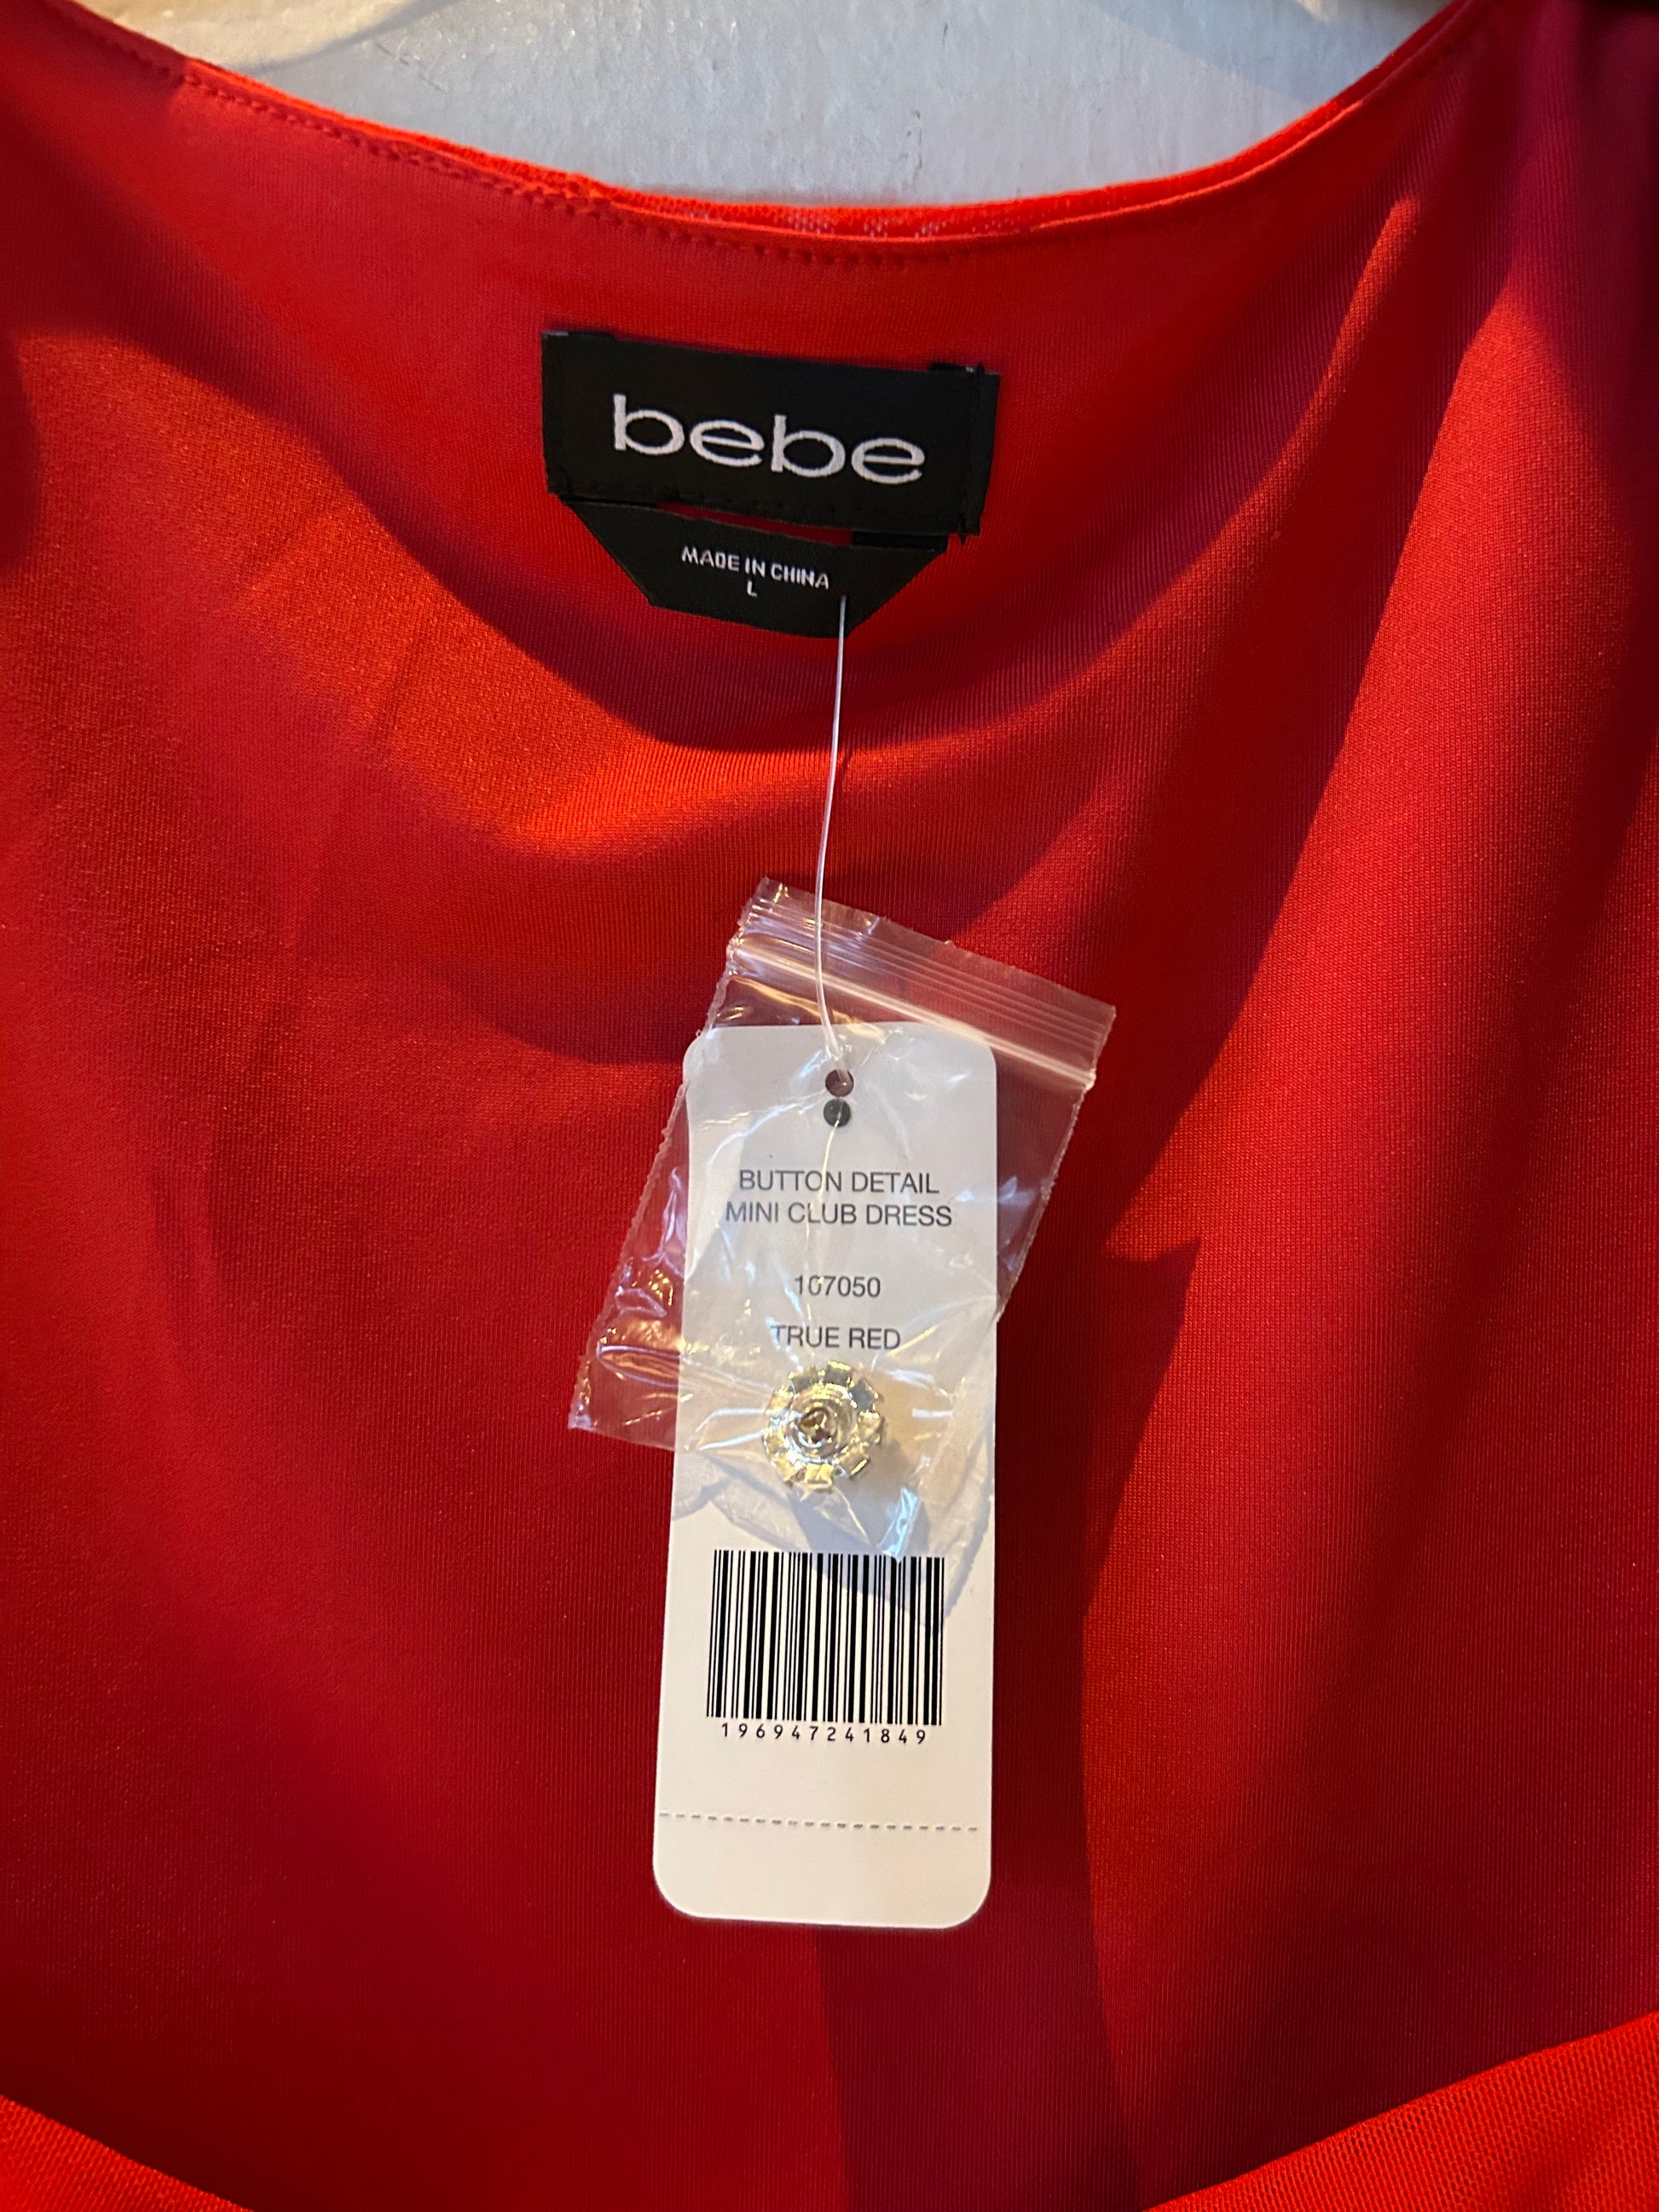 bebe
MADE IN CHINA
L
BUTTON DETAIL
MINI CLUB DRESS
107050
TRUE RED
196947241849